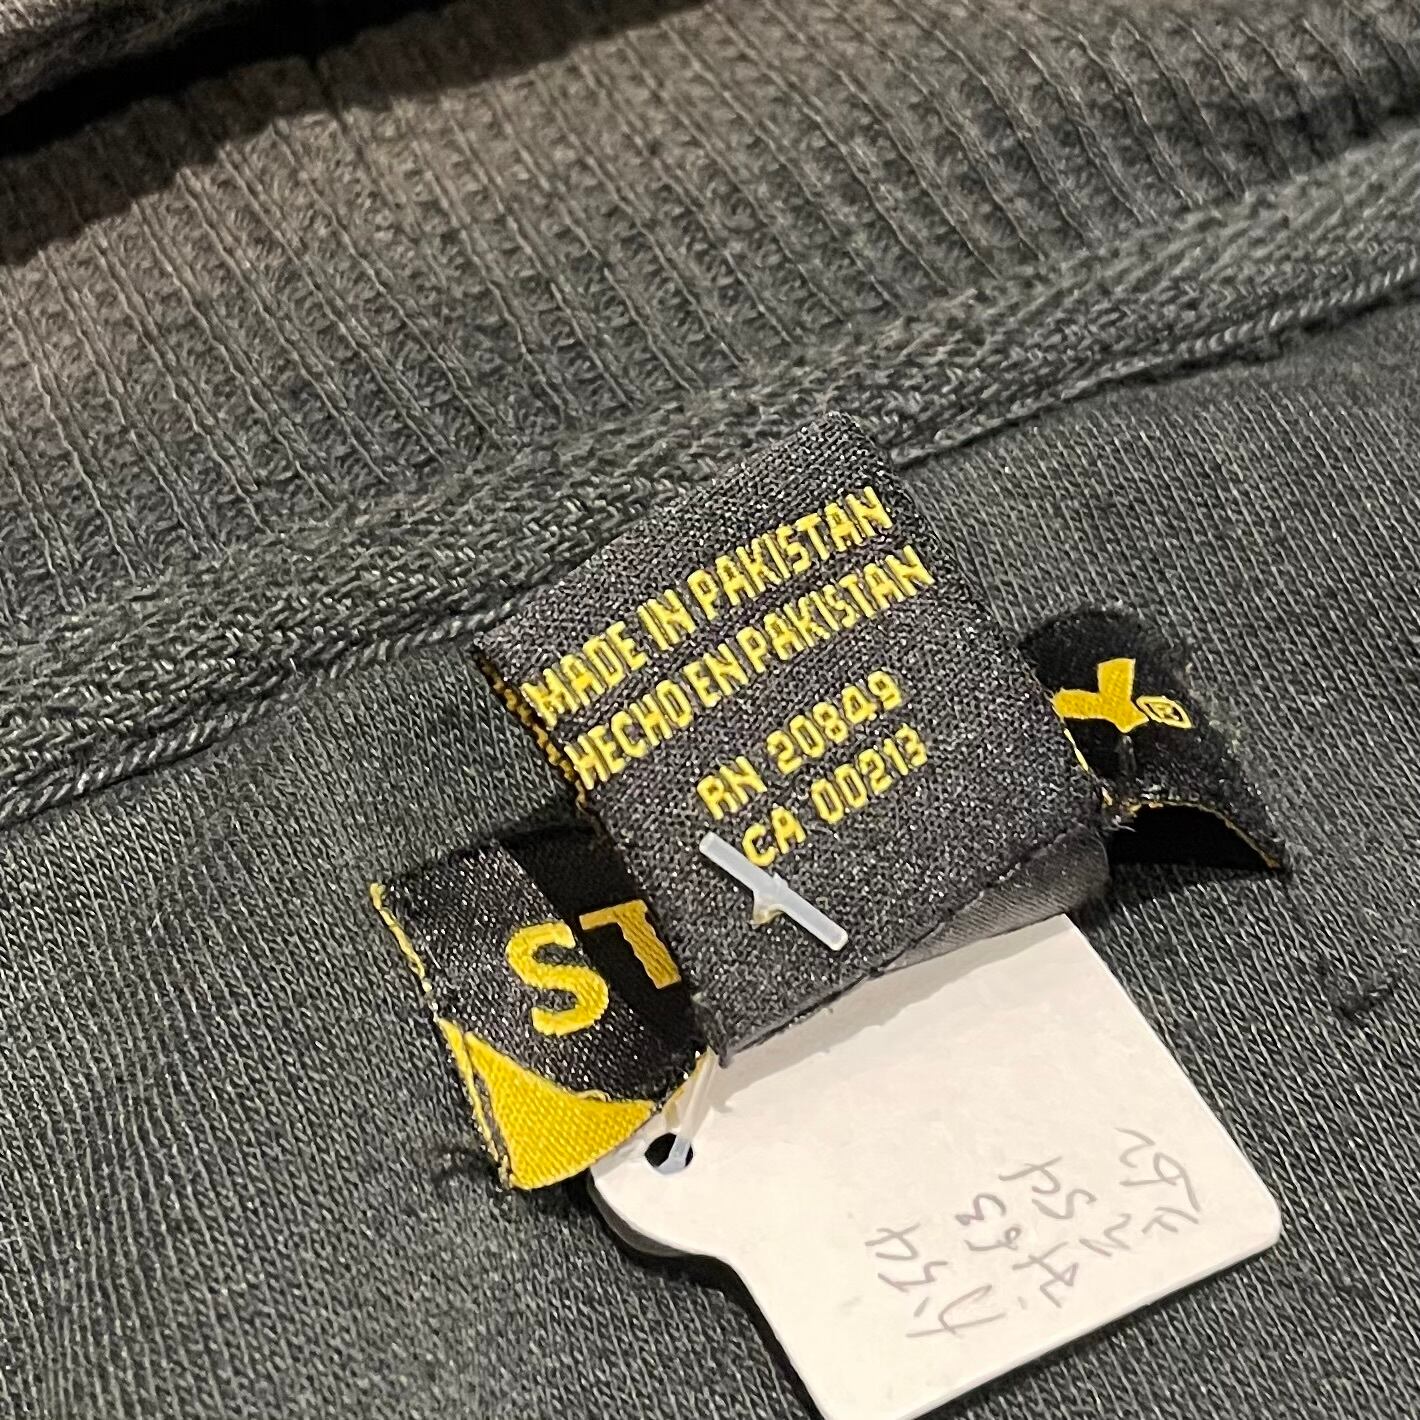 MADE IN PAKISTAN
HECHO EN PAKISTAN
RN 20849
CA 00213
ST
Y®